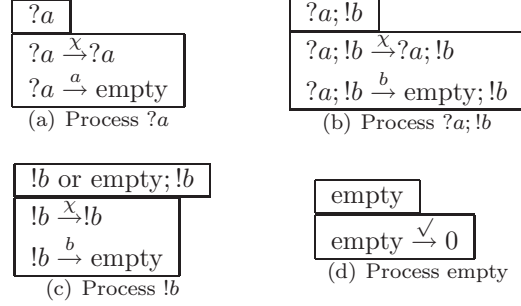 ?a
?a →^χ ?a
?a →^a empty
(a) Process ?a
?a; !b
?a; !b →^χ ?a; !b
?a; !b →^b empty; !b
(b) Process ?a; !b
!b or empty; !b
!b →^χ !b
!b →^b empty
(c) Process !b
empty
empty →^√ 0
(d) Process empty